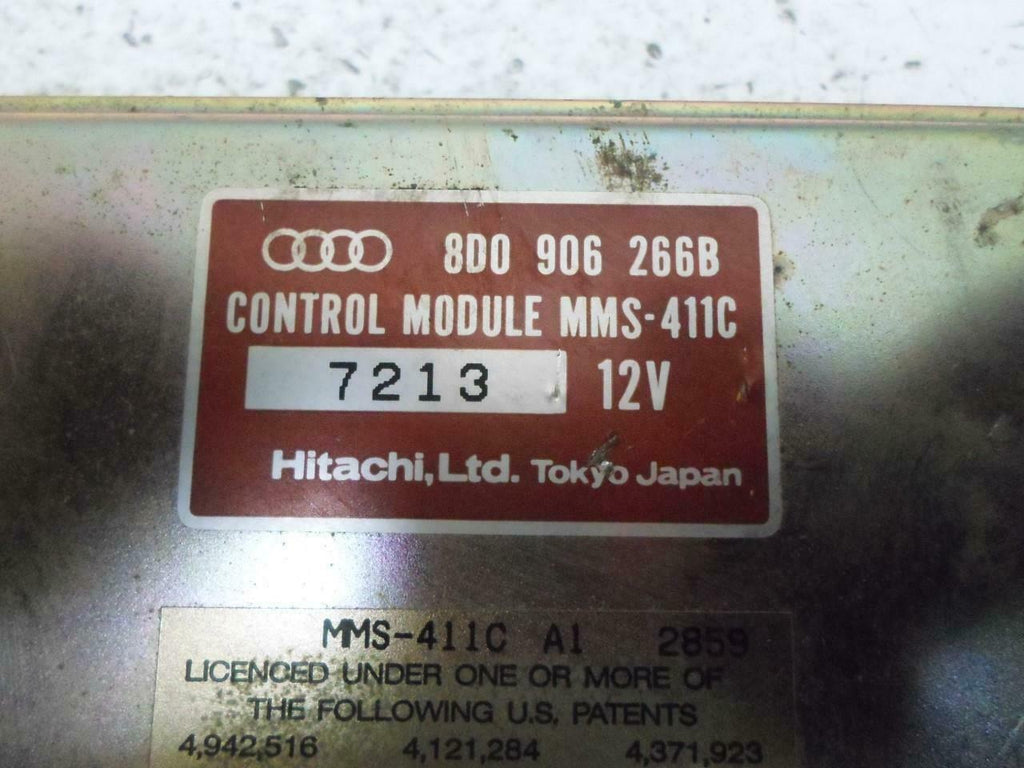 8D0 906 266B
CONTROL MODULE MMS-411C
7213 12V
Hitachi, Ltd. Tokyo Japan
MMS-411C A1 2859
LICENCED UNDER ONE OR MORE OF
THE FOLLOWING U.S. PATENTS
4,942,516 4,121,284 4,371,923